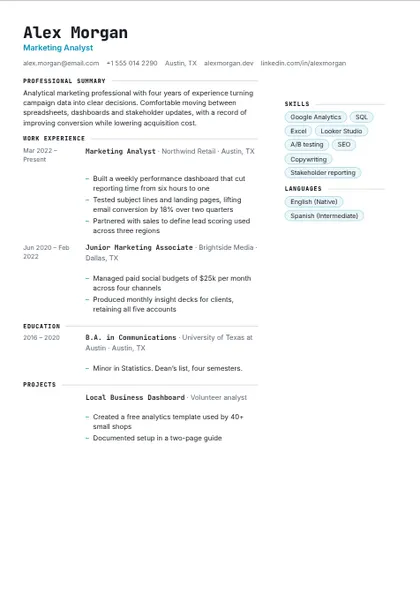 Alex Morgan
Marketing Analyst
alex.morgan@email.com +1 555 014 2290 Austin, TX alexmorgan.dev linkedin.com/in/alexmorgan
PROFESSIONAL SUMMARY
Analytical marketing professional with four years of experience turning
campaign data into clear decisions. Comfortable moving between
spreadsheets, dashboards and stakeholder updates, with a record of
improving conversion while lowering acquisition cost.
WORK EXPERIENCE
Mar 2022 –
Present
Marketing Analyst · Northwind Retail · Austin, TX
– Built a weekly performance dashboard that cut
reporting time from six hours to one
– Tested subject lines and landing pages, lifting
email conversion by 18% over two quarters
– Partnered with sales to define lead scoring used
across three regions
Jun 2020 – Feb
2022
Junior Marketing Associate · Brightside Media ·
Dallas, TX
– Managed paid social budgets of $25k per month
across four channels
– Produced monthly insight decks for clients,
retaining all five accounts
EDUCATION
2016 – 2020
B.A. in Communications · University of Texas at
Austin · Austin, TX
– Minor in Statistics. Dean's list, four semesters.
PROJECTS
Local Business Dashboard · Volunteer analyst
– Created a free analytics template used by 40+
small shops
– Documented setup in a two-page guide
SKILLS
Google Analytics SQL
Excel Looker Studio
A/B testing SEO
Copywriting
Stakeholder reporting
LANGUAGES
English (Native)
Spanish (Intermediate)